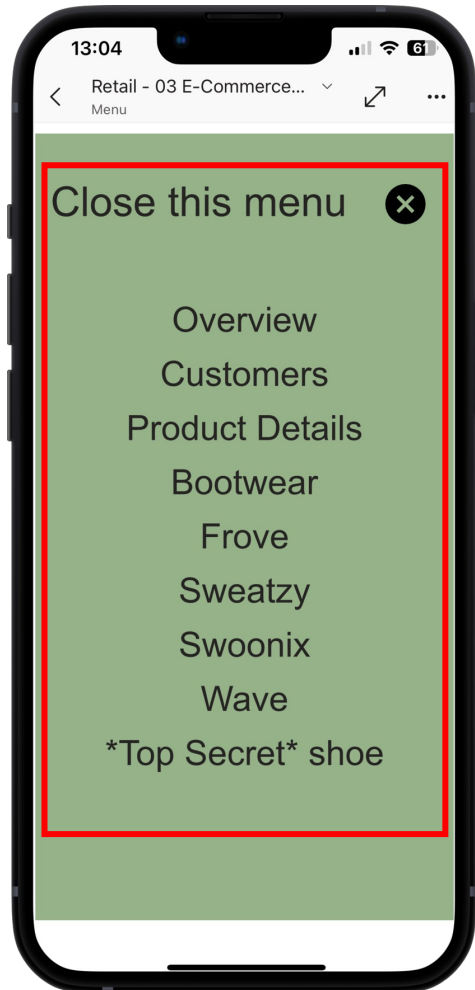 13:04
61
Retail - 03 E-Commerce...
Menu
Close this menu
Overview
Customers
Product Details
Bootwear
Frove
Sweatzy
Swoonix
Wave
*Top Secret* shoe